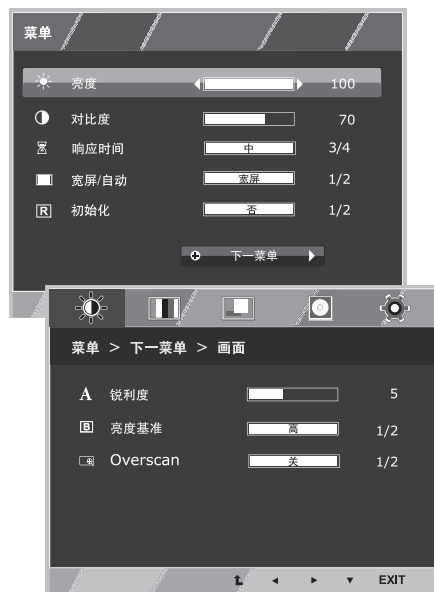 菜单
亮度 100
对比度 70
响应时间 中 3/4
宽屏/自动 宽屏 1/2
R 初始化 否 1/2
下一菜单
菜单 > 下一菜单 > 画面
A 锐利度 5
B 亮度基准 高 1/2
Overscan 关 1/2
EXIT